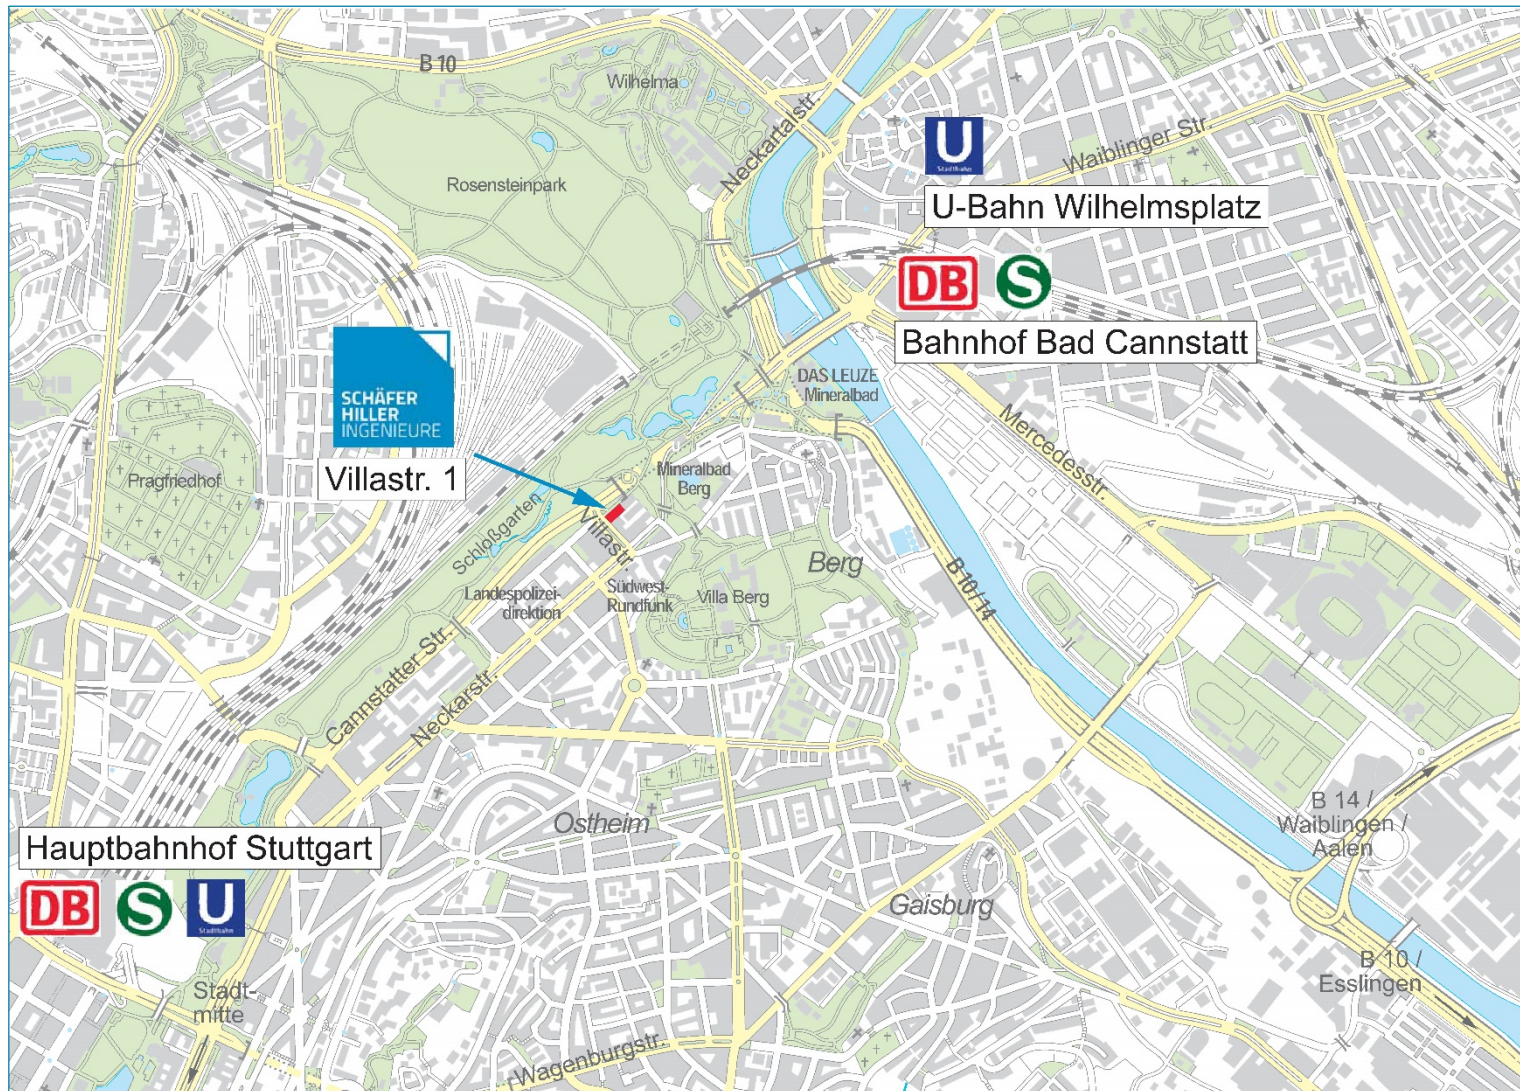 B 10
Wilhelma
Neckartalstr.
U
Stadtbahn
Waiblinger Str.
Rosensteinpark
U-Bahn Wilhelmsplatz
DB S
Bahnhof Bad Cannstatt
SCHÄFER
HILLER
INGENIEURE
DAS LEUZE
Mineralbad
Mercedesstr.
Villastr. 1
Pragfriedhof
Mineralbad
Berg
Schloßgarten
Villastr.
Berg
B 10/14
Landespolizei-
direktion
Südwest-
Rundfunk
Villa Berg
Cannstatter Str.
Neckarstr.
B 14 /
Waiblingen /
Aalen
Ostheim
Hauptbahnhof Stuttgart
DB S U
Stadtbahn
Gaisburg
B 10 /
Esslingen
Stadt-
mitte
Wagenburgstr.